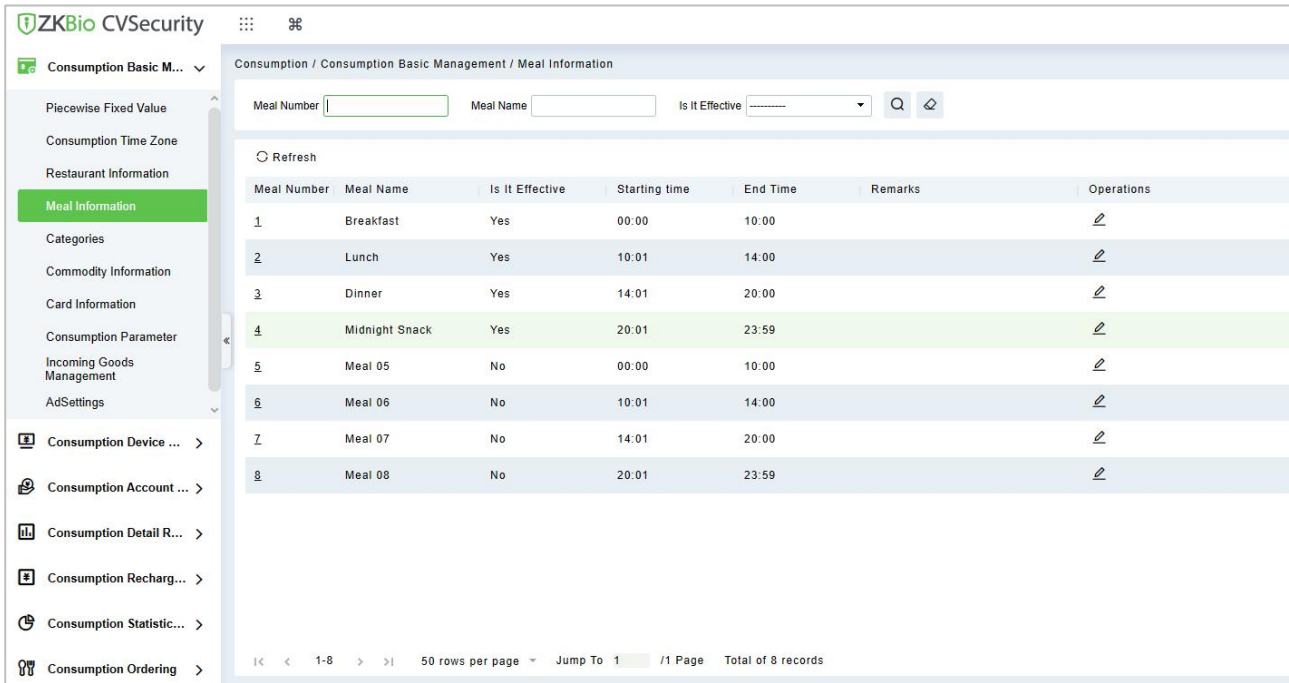 ZKBio CVSecurity
Consumption Basic M...
Piecewise Fixed Value
Consumption Time Zone
Restaurant Information
Meal Information
Categories
Commodity Information
Card Information
Consumption Parameter
Incoming Goods
Management
AdSettings
Consumption Device ...
Consumption Account ...
Consumption Detail R...
Consumption Recharg...
Consumption Statistic...
Consumption Ordering
Consumption / Consumption Basic Management / Meal Information
Meal Number Meal Name Is It Effective ----------
Refresh
Meal Number Meal Name Is It Effective Starting time End Time Remarks Operations
1 Breakfast Yes 00:00 10:00
2 Lunch Yes 10:01 14:00
3 Dinner Yes 14:01 20:00
4 Midnight Snack Yes 20:01 23:59
5 Meal 05 No 00:00 10:00
6 Meal 06 No 10:01 14:00
7 Meal 07 No 14:01 20:00
8 Meal 08 No 20:01 23:59
1-8 50 rows per page Jump To 1 /1 Page Total of 8 records